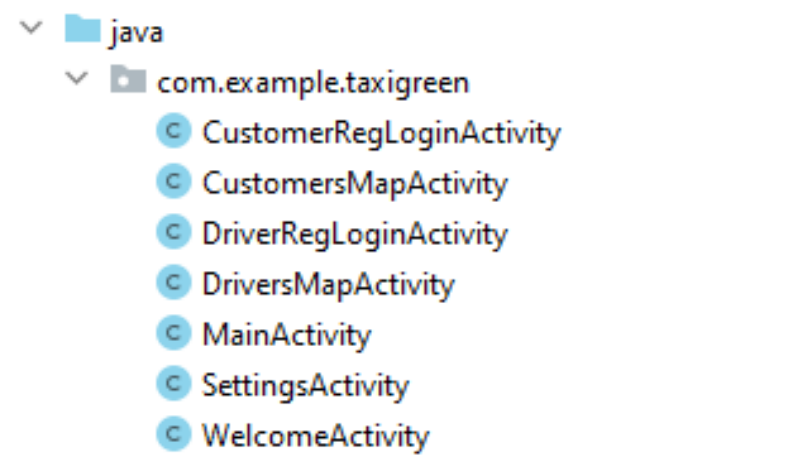 java
com.example.taxigreen
C CustomerRegLoginActivity
C CustomersMapActivity
C DriverRegLoginActivity
C DriversMapActivity
C MainActivity
C SettingsActivity
C WelcomeActivity